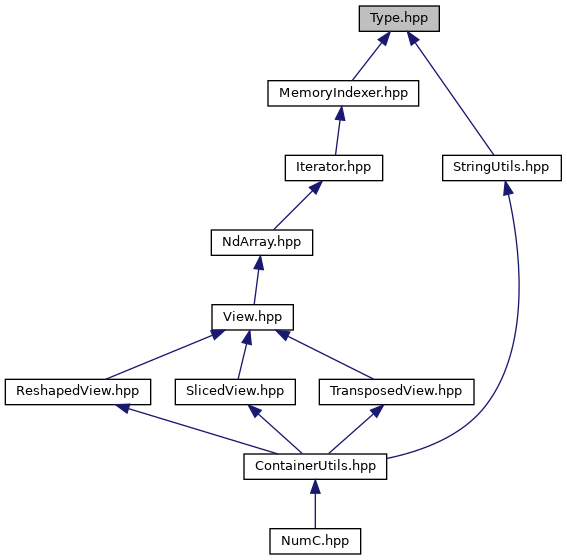 Type.hpp
MemoryIndexer.hpp
Iterator.hpp
StringUtils.hpp
NdArray.hpp
View.hpp
ReshapedView.hpp
SlicedView.hpp
TransposedView.hpp
ContainerUtils.hpp
NumC.hpp